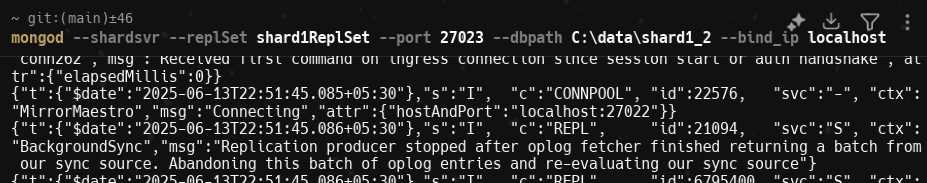 ~ git:(main)±46
mongod --shardsvr --replSet shard1ReplSet --port 27023 --dbpath C:\data\shard1_2 --bind_ip localhost
"conn262","msg":"Received first command on ingress connection since session start or auth handshake","at
tr":{"elapsedMillis":0}}
{"t":{"$date":"2025-06-13T22:51:45.085+05:30"},"s":"I",  "c":"CONNPOOL", "id":22576,   "svc":"-", "ctx":
"MirrorMaestro","msg":"Connecting","attr":{"hostAndPort":"localhost:27022"}}
{"t":{"$date":"2025-06-13T22:51:45.086+05:30"},"s":"I",  "c":"REPL",     "id":21094,   "svc":"S", "ctx":
"BackgroundSync","msg":"Replication producer stopped after oplog fetcher finished returning a batch from
 our sync source. Abandoning this batch of oplog entries and re-evaluating our sync source"}
{"t":{"$date":"2025-06-13T22:51:45.086+05:30"},"s":"I",  "c":"REPL",     "id":6795400, "svc":"S", "ctx":